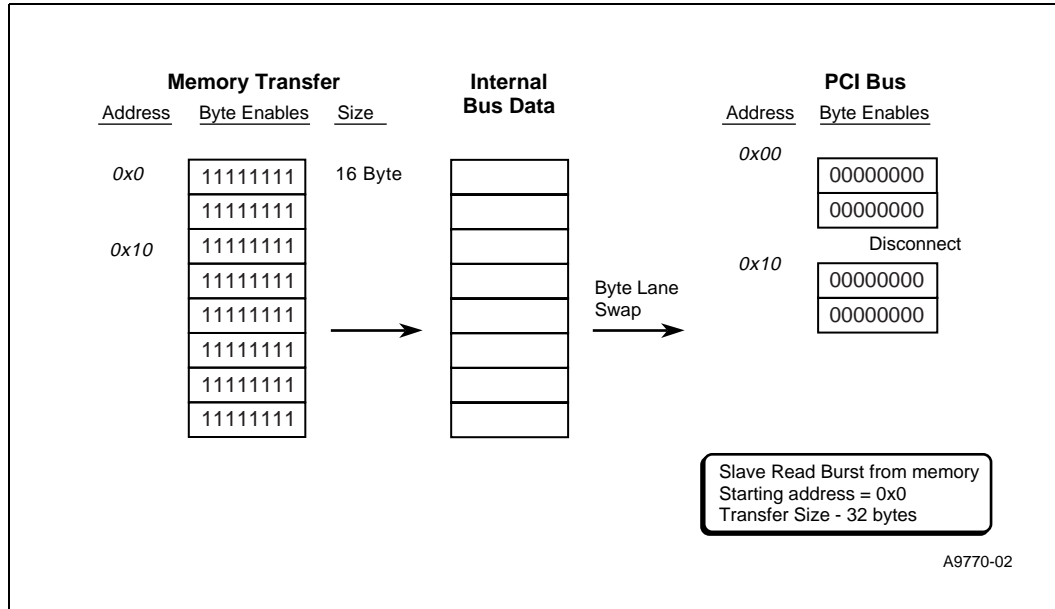 Memory Transfer
Address Byte Enables Size
0x0 11111111 16 Byte
11111111
0x10 11111111
11111111
11111111
11111111
11111111
11111111
Internal
Bus Data
Byte Lane
Swap
PCI Bus
Address Byte Enables
0x00
00000000
00000000
Disconnect
0x10
00000000
00000000
Slave Read Burst from memory
Starting address = 0x0
Transfer Size - 32 bytes
A9770-02